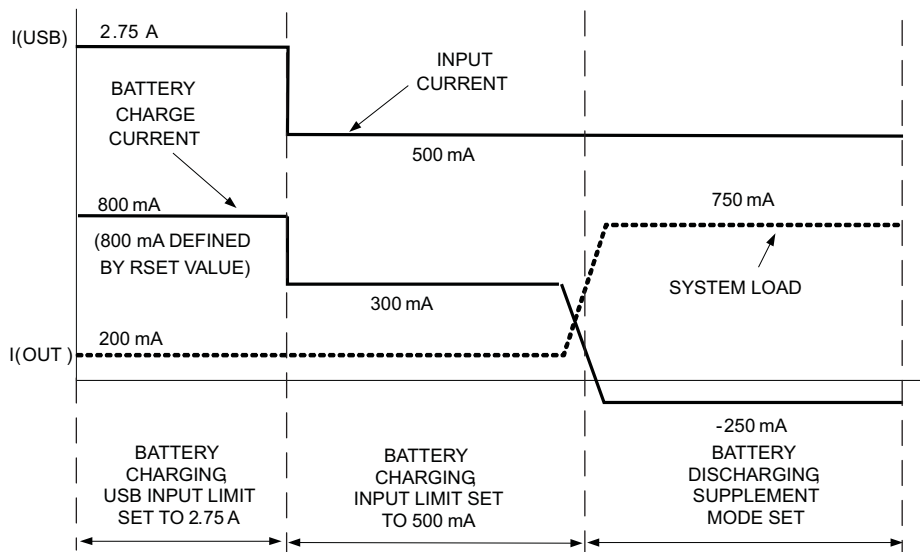 I(USB)
2.75 A
INPUT
CURRENT
BATTERY
CHARGE
CURRENT
500 mA
800 mA
(800 mA DEFINED
BY RSET VALUE)
750 mA
SYSTEM LOAD
300 mA
200 mA
I(OUT)
-250 mA
BATTERY
CHARGING,
USB INPUT LIMIT
SET TO 2.75 A
BATTERY
CHARGING,
INPUT LIMIT SET
TO 500 mA
BATTERY
DISCHARGING,
SUPPLEMENT
MODE SET